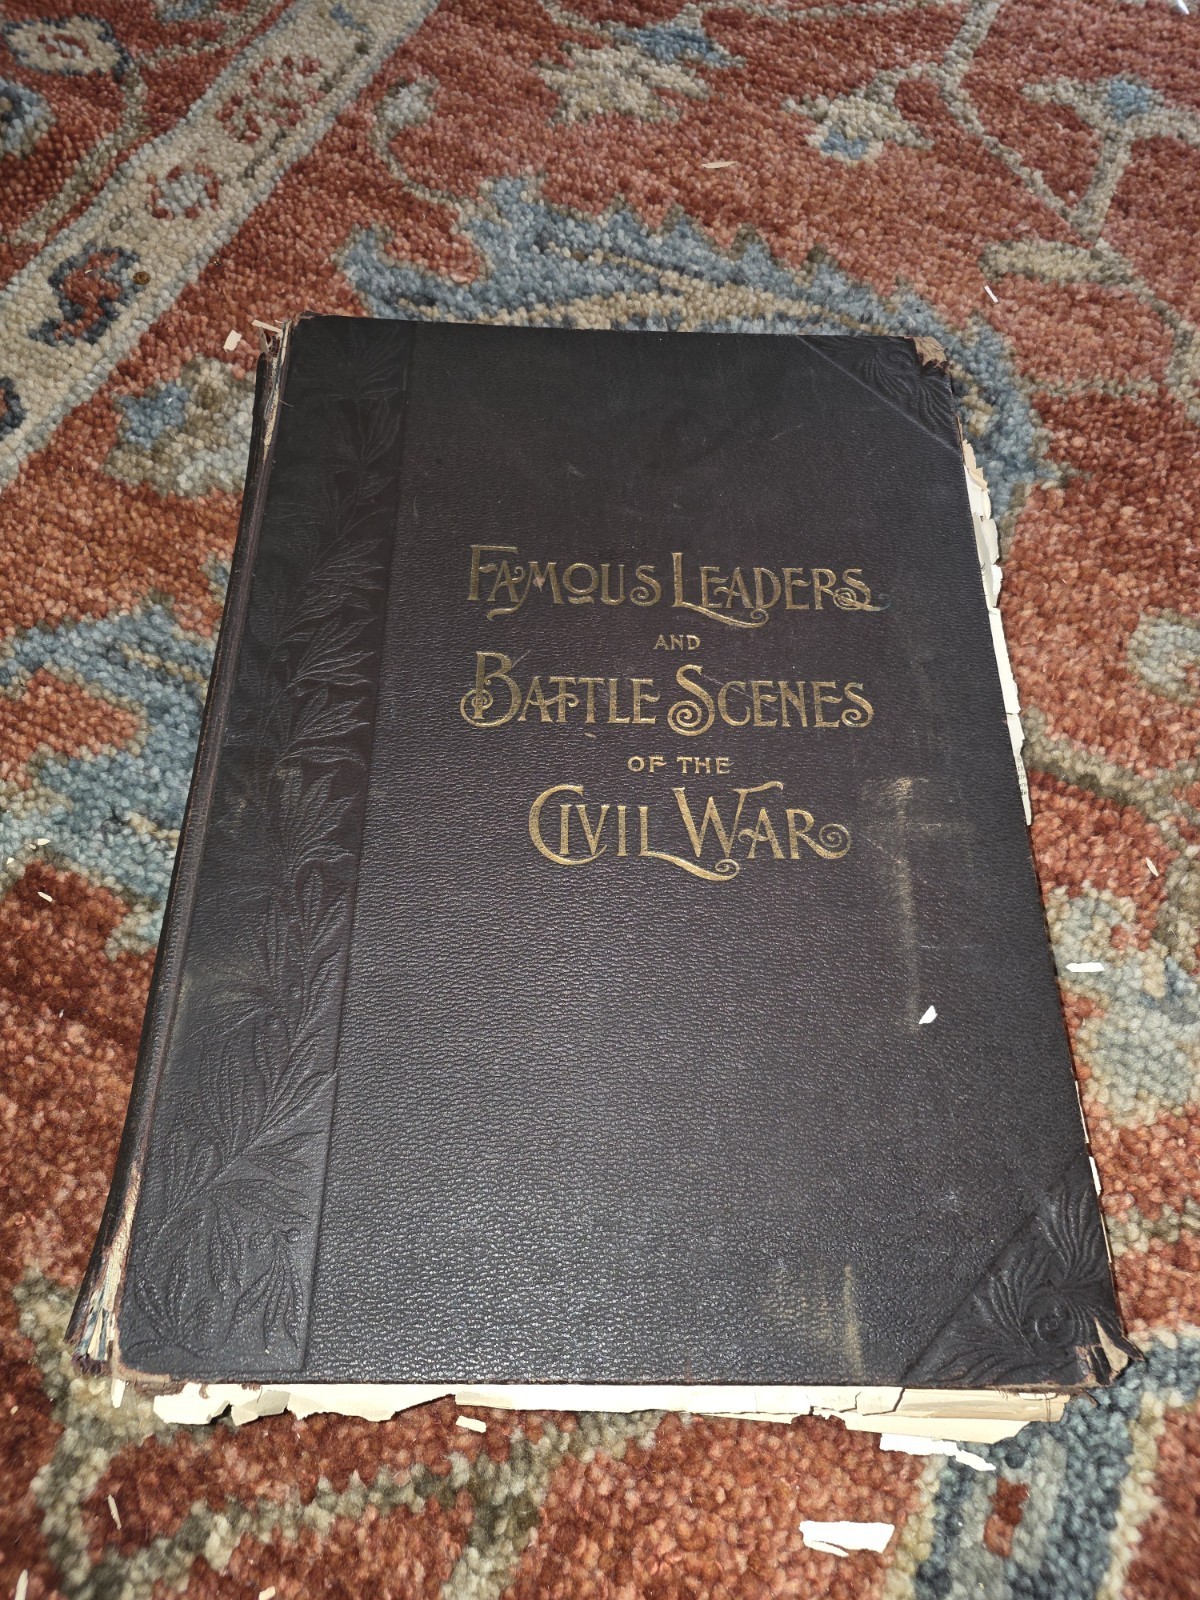 Famous Leaders
and
Battle Scenes
of the
Civil War